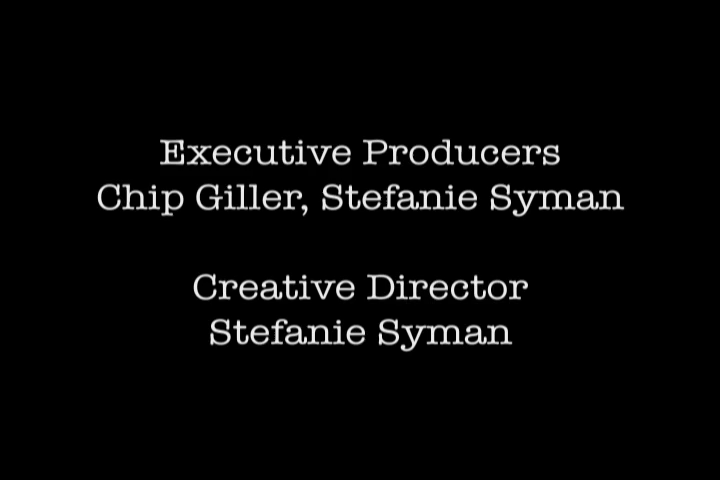 Executive Producers
Chip Giller, Stefanie Syman
Creative Director
Stefanie Syman